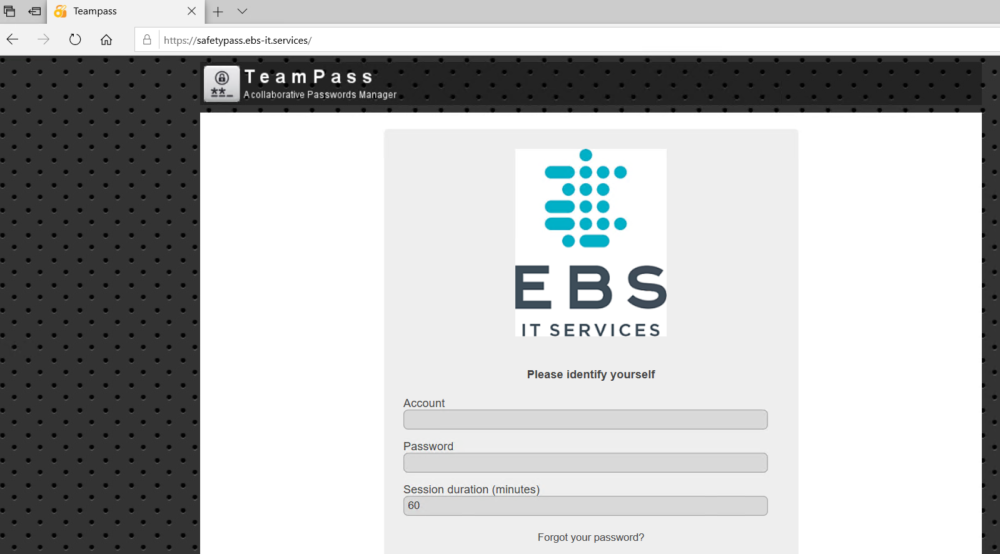 Teampass
https://safetypass.ebs-it.services/
TeamPass
A collaborative Passwords Manager
EBS
IT SERVICES
Please identify yourself
Account
Password
Session duration (minutes)
60
Forgot your password?